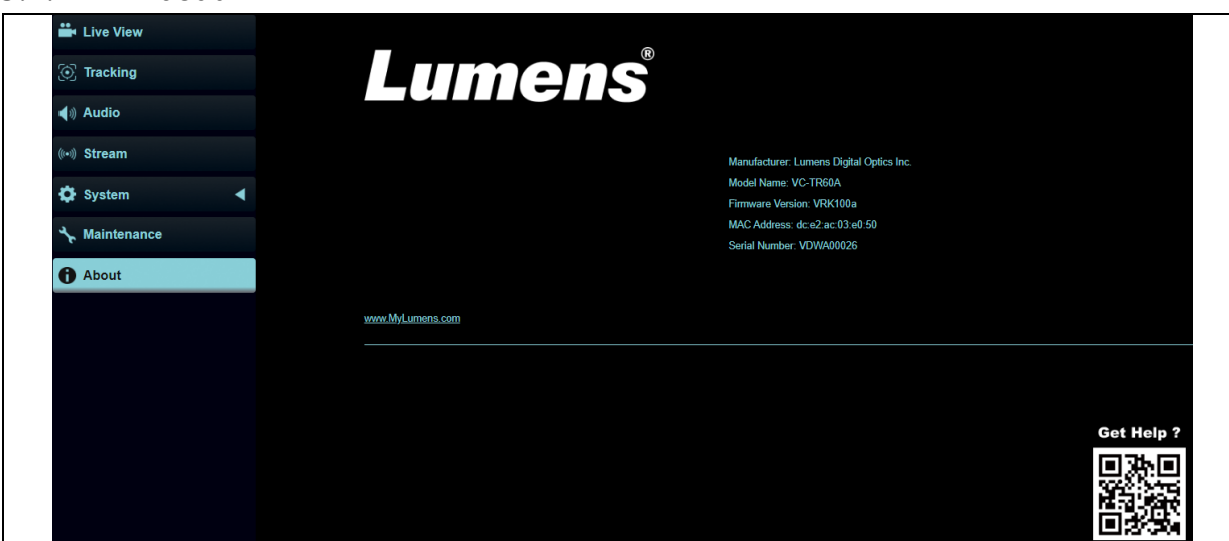 Live View
Tracking
Audio
Stream
System
Maintenance
About
Lumens®
Manufacturer: Lumens Digital Optics Inc.
Model Name: VC-TR60A
Firmware Version: VRK100a
MAC Address: dc:e2:ac:03:e0:50
Serial Number: VDWA00026
www.MyLumens.com
Get Help ?